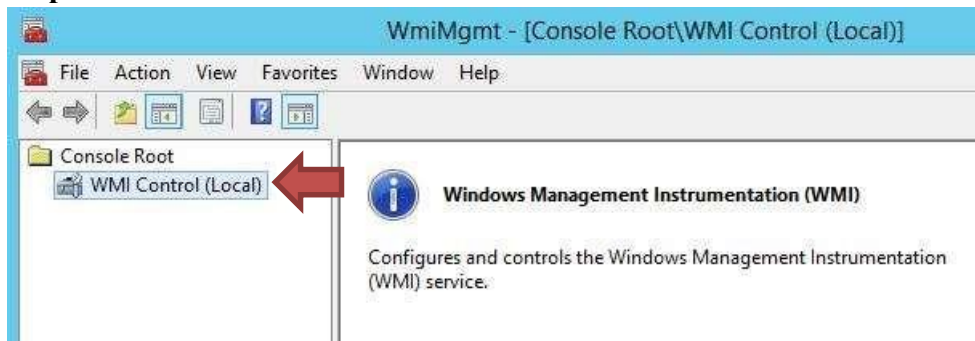 WmiMgmt - [Console Root\WMI Control (Local)]
File Action View Favorites Window Help
Console Root
WMI Control (Local)
Windows Management Instrumentation (WMI)
Configures and controls the Windows Management Instrumentation
(WMI) service.